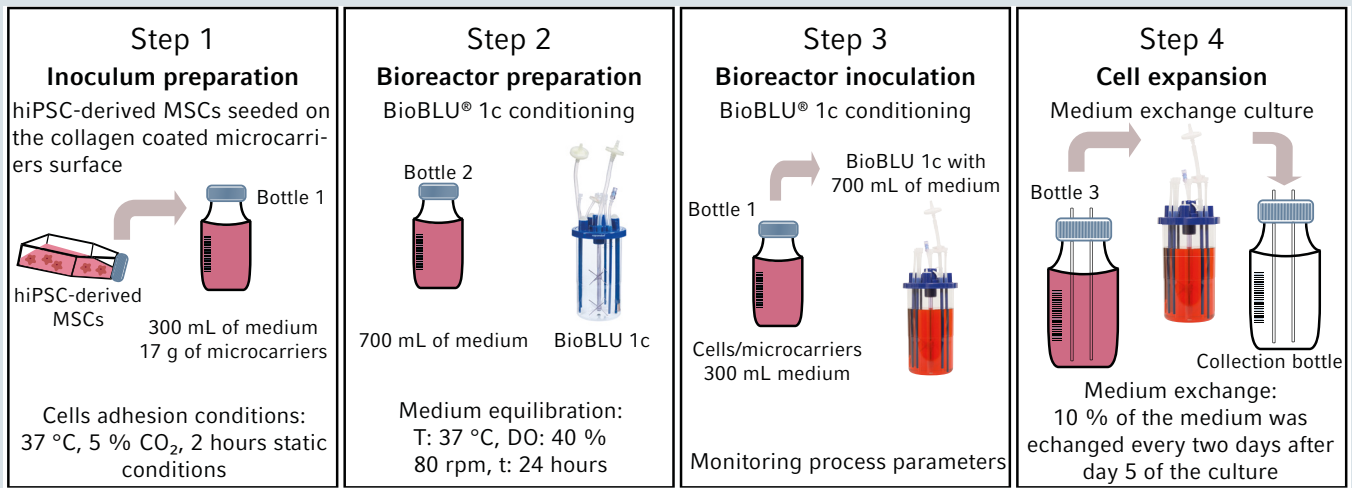 Step 1
Inoculum preparation
hiPSC-derived MSCs seeded on
the collagen coated microcarri-
ers surface
Bottle 1
hiPSC-derived
MSCs
300 mL of medium
17 g of microcarriers
Cells adhesion conditions:
37 °C, 5 % CO₂, 2 hours static
conditions
Step 2
Bioreactor preparation
BioBLU® 1c conditioning
Bottle 2
700 mL of medium
BioBLU 1c
Medium equilibration:
T: 37 °C, DO: 40 %
80 rpm, t: 24 hours
Step 3
Bioreactor inoculation
BioBLU® 1c conditioning
BioBLU 1c with
700 mL of medium
Bottle 1
Cells/microcarriers
300 mL medium
Monitoring process parameters
Step 4
Cell expansion
Medium exchange culture
Bottle 3
Collection bottle
Medium exchange:
10 % of the medium was
echanged every two days after
day 5 of the culture